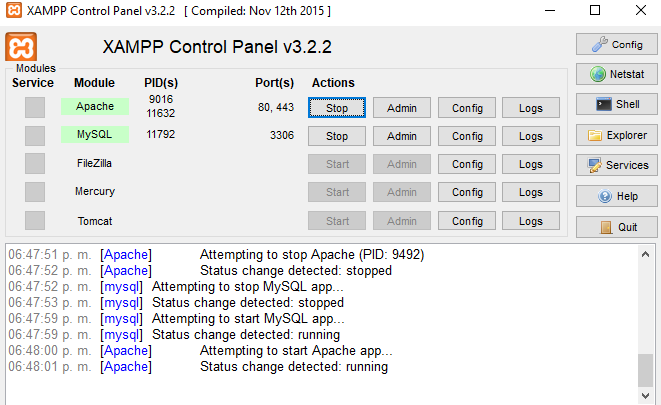 XAMPP Control Panel v3.2.2 [ Compiled: Nov 12th 2015 ]
XAMPP Control Panel v3.2.2
Config
Modules
Service Module PID(s) Port(s) Actions
Netstat
Apache 9016 11632 80, 443 Stop Admin Config Logs
Shell
MySQL 11792 3306 Stop Admin Config Logs
Explorer
FileZilla Start Admin Config Logs
Services
Mercury Start Admin Config Logs
Help
Tomcat Start Admin Config Logs
Quit
06:47:51 p. m. [Apache] Attempting to stop Apache (PID: 9492)
06:47:52 p. m. [Apache] Status change detected: stopped
06:47:52 p. m. [mysql] Attempting to stop MySQL app...
06:47:53 p. m. [mysql] Status change detected: stopped
06:47:59 p. m. [mysql] Attempting to start MySQL app...
06:47:59 p. m. [mysql] Status change detected: running
06:48:00 p. m. [Apache] Attempting to start Apache app...
06:48:01 p. m. [Apache] Status change detected: running